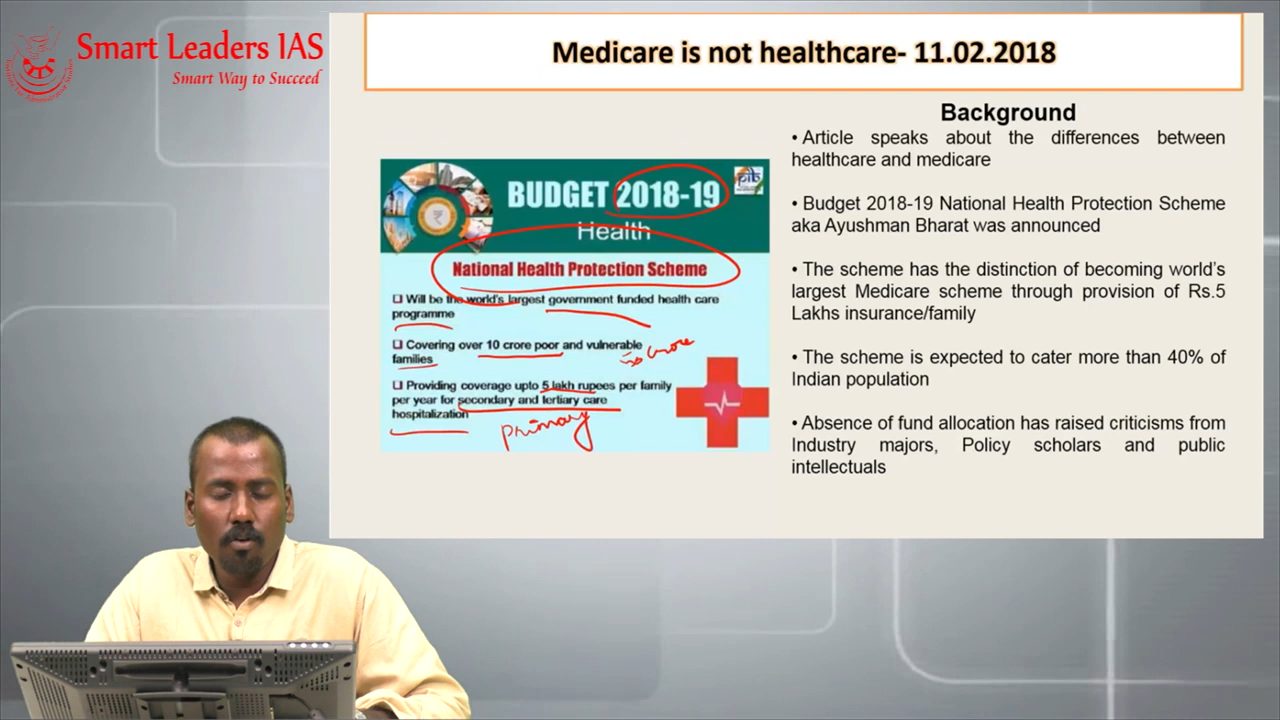 Smart Leaders IAS
Smart Way to Succeed
Medicare is not healthcare- 11.02.2018
BUDGET 2018-19
pib
Health
National Health Protection Scheme
❑ Will be the world's largest government funded health care
programme
❑ Covering over 10 crore poor and vulnerable
families
50 crore
❑ Providing coverage upto 5 lakh rupees per family
per year for secondary and tertiary care
hospitalization
primary
Background
• Article speaks about the differences between
healthcare and medicare
• Budget 2018-19 National Health Protection Scheme
aka Ayushman Bharat was announced
• The scheme has the distinction of becoming world's
largest Medicare scheme through provision of Rs.5
Lakhs insurance/family
• The scheme is expected to cater more than 40% of
Indian population
• Absence of fund allocation has raised criticisms from
Industry majors, Policy scholars and public
intellectuals